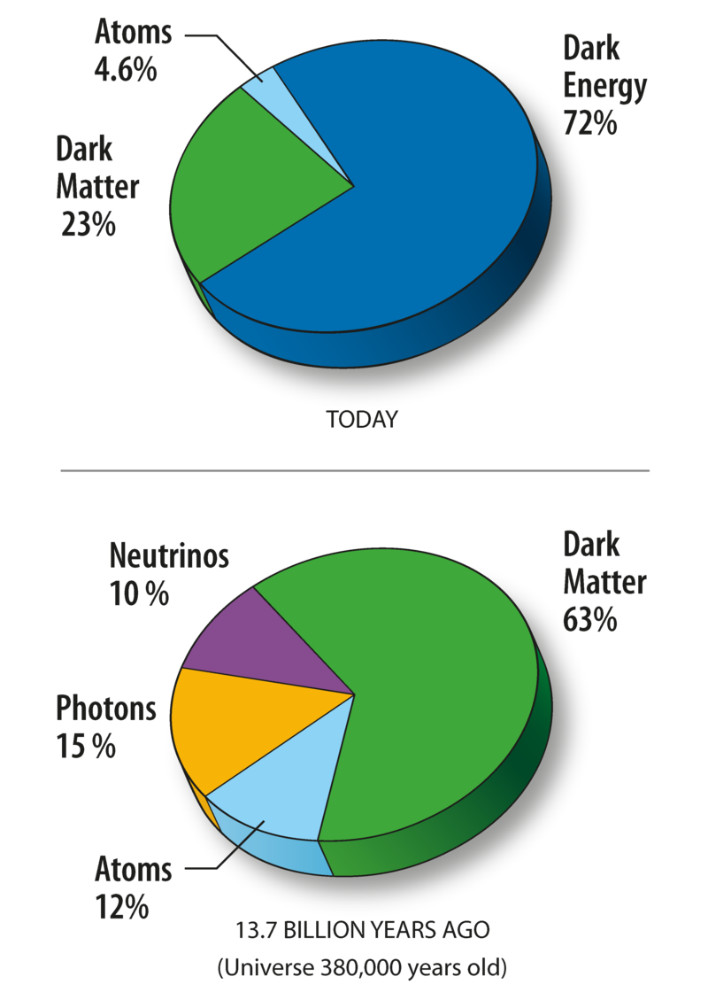 Atoms
4.6%
Dark
Energy
72%
Dark
Matter
23%
TODAY
Neutrinos
10 %
Dark
Matter
63%
Photons
15 %
Atoms
12%
13.7 BILLION YEARS AGO
(Universe 380,000 years old)